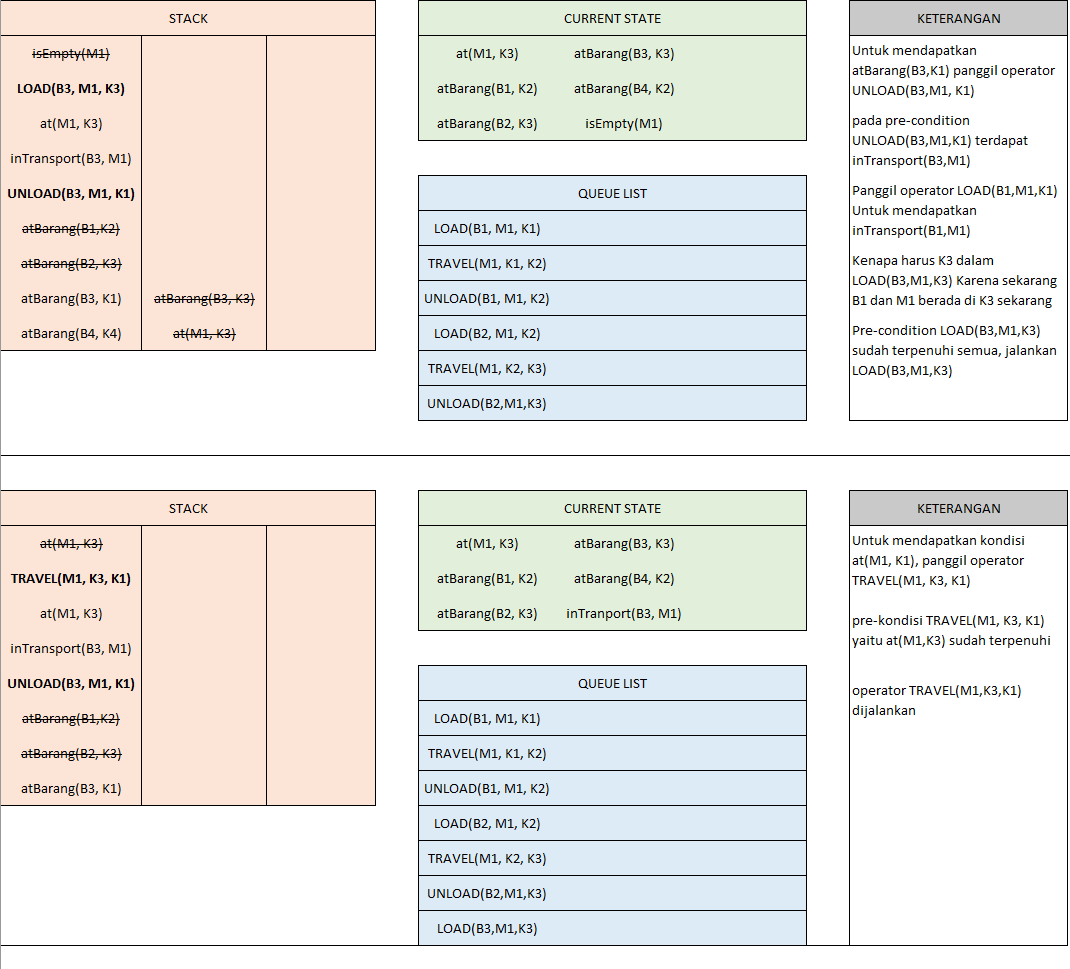 STACK
isEmpty(M1)
LOAD(B3, M1, K3)
at(M1, K3)
inTransport(B3, M1)
UNLOAD(B3, M1, K1)
atBarang(B1,K2)
atBarang(B2, K3)
atBarang(B3, K1) atBarang(B3, K3)
atBarang(B4, K4) at(M1, K3)
CURRENT STATE
at(M1, K3) atBarang(B3, K3)
atBarang(B1, K2) atBarang(B4, K2)
atBarang(B2, K3) isEmpty(M1)
QUEUE LIST
LOAD(B1, M1, K1)
TRAVEL(M1, K1, K2)
UNLOAD(B1, M1, K2)
LOAD(B2, M1, K2)
TRAVEL(M1, K2, K3)
UNLOAD(B2,M1,K3)
KETERANGAN
Untuk mendapatkan
atBarang(B3,K1) panggil operator
UNLOAD(B3,M1, K1)
pada pre-condition
UNLOAD(B3,M1,K1) terdapat
inTransport(B3,M1)
Panggil operator LOAD(B1,M1,K1)
Untuk mendapatkan
inTransport(B1,M1)
Kenapa harus K3 dalam
LOAD(B3,M1,K3) Karena sekarang
B1 dan M1 berada di K3 sekarang
Pre-condition LOAD(B3,M1,K3)
sudah terpenuhi semua, jalankan
LOAD(B3,M1,K3)
STACK
at(M1, K3)
TRAVEL(M1, K3, K1)
at(M1, K3)
inTransport(B3, M1)
UNLOAD(B3, M1, K1)
atBarang(B1,K2)
atBarang(B2, K3)
atBarang(B3, K1)
CURRENT STATE
at(M1, K3) atBarang(B3, K3)
atBarang(B1, K2) atBarang(B4, K2)
atBarang(B2, K3) inTranport(B3, M1)
QUEUE LIST
LOAD(B1, M1, K1)
TRAVEL(M1, K1, K2)
UNLOAD(B1, M1, K2)
LOAD(B2, M1, K2)
TRAVEL(M1, K2, K3)
UNLOAD(B2,M1,K3)
LOAD(B3,M1,K3)
KETERANGAN
Untuk mendapatkan kondisi
at(M1, K1), panggil operator
TRAVEL(M1, K3, K1)
pre-kondisi TRAVEL(M1, K3, K1)
yaitu at(M1,K3) sudah terpenuhi
operator TRAVEL(M1,K3,K1)
dijalankan